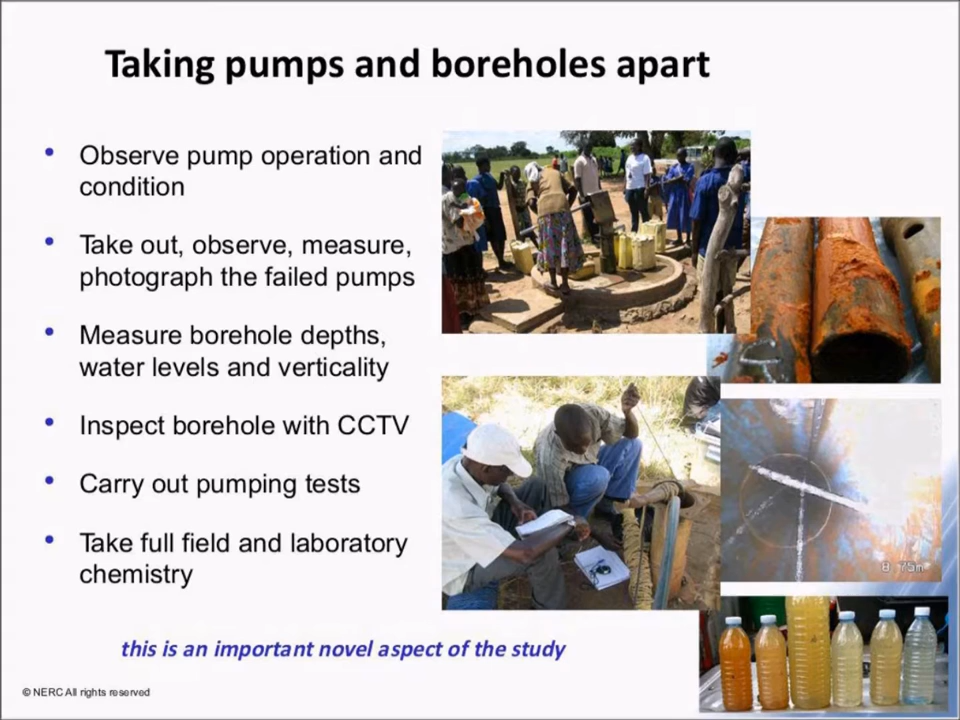 Taking pumps and boreholes apart
• Observe pump operation and
condition
• Take out, observe, measure,
photograph the failed pumps
• Measure borehole depths,
water levels and verticality
• Inspect borehole with CCTV
• Carry out pumping tests
• Take full field and laboratory
chemistry
8 75m
this is an important novel aspect of the study
© NERC All rights reserved